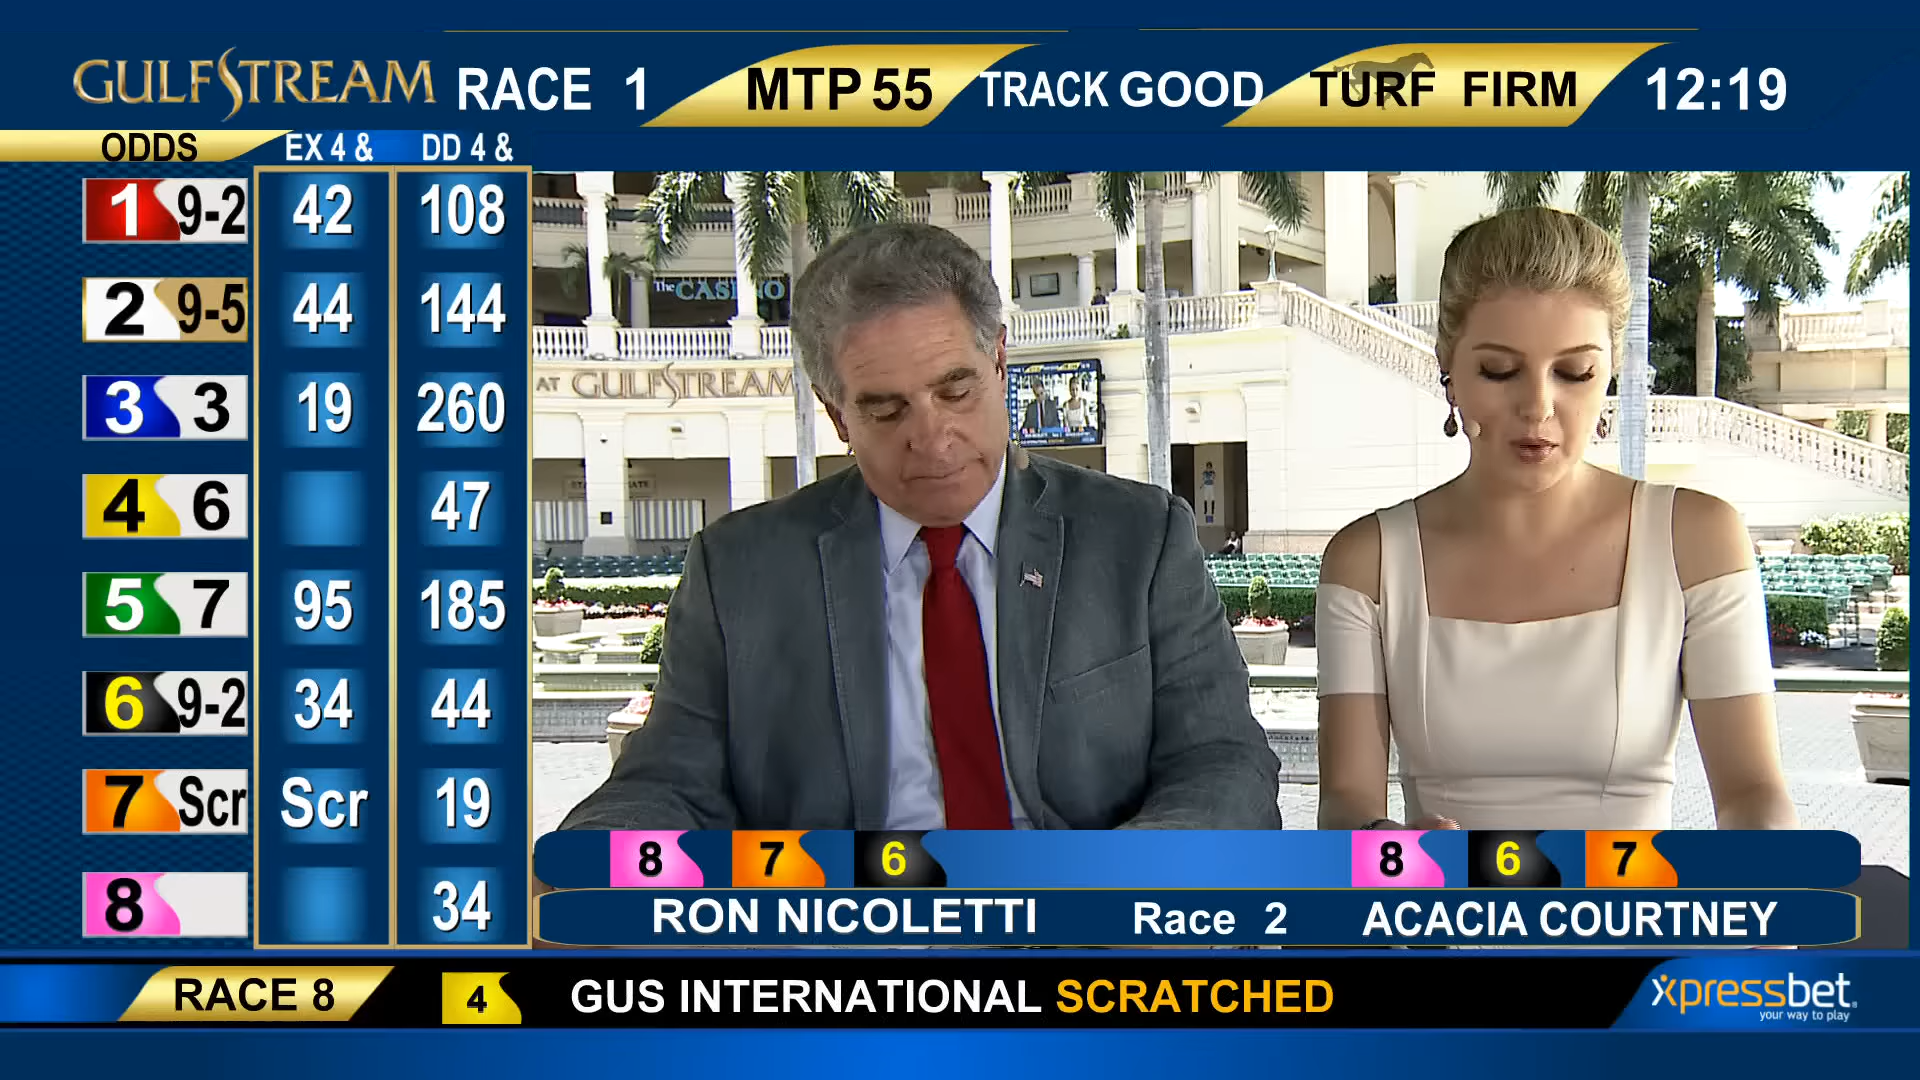 GULFSTREAM RACE 1 MTP 55 TRACK GOOD TURF FIRM 12:19
ODDS EX 4 & DD 4 &
1 9-2 42 108
2 9-5 44 144
3 3 19 260
4 6 47
5 7 95 185
6 9-2 34 44
7 Scr Scr 19
8 34
The CASINO
AT GULFSTREAM
8 7 6 8 6 7
RON NICOLETTI Race 2 ACACIA COURTNEY
RACE 8 4 GUS INTERNATIONAL SCRATCHED
xpressbet.
your way to play